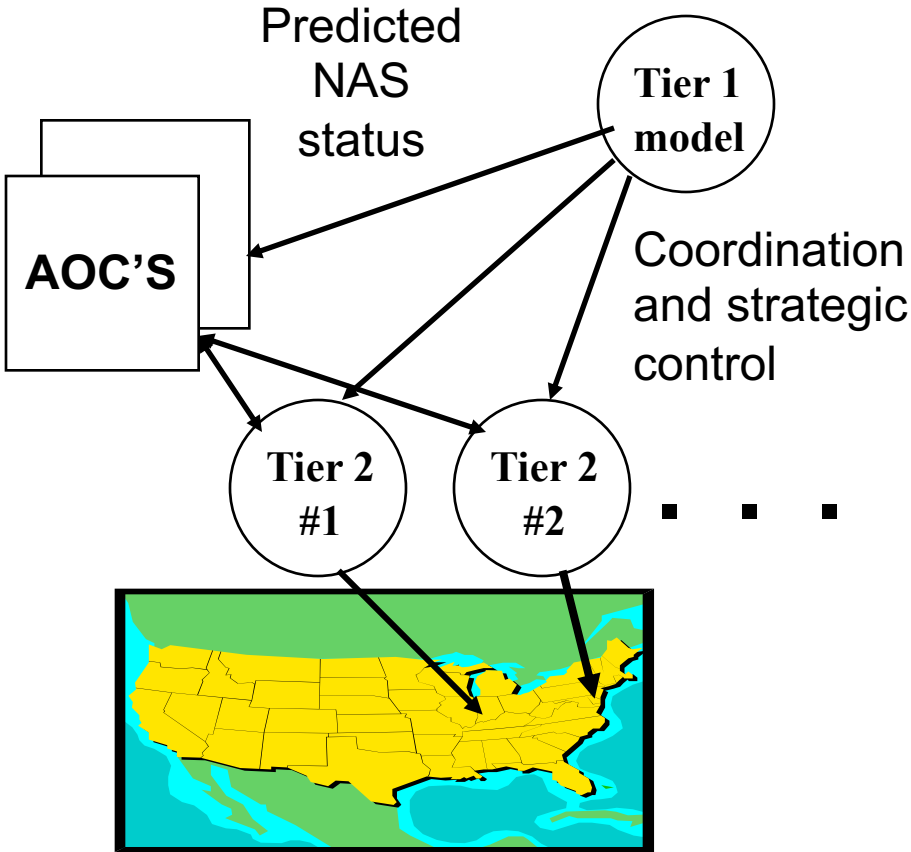 Predicted
NAS
status
Tier 1
model
AOC'S
Coordination
and strategic
control
Tier 2
#1
Tier 2
#2
. . .